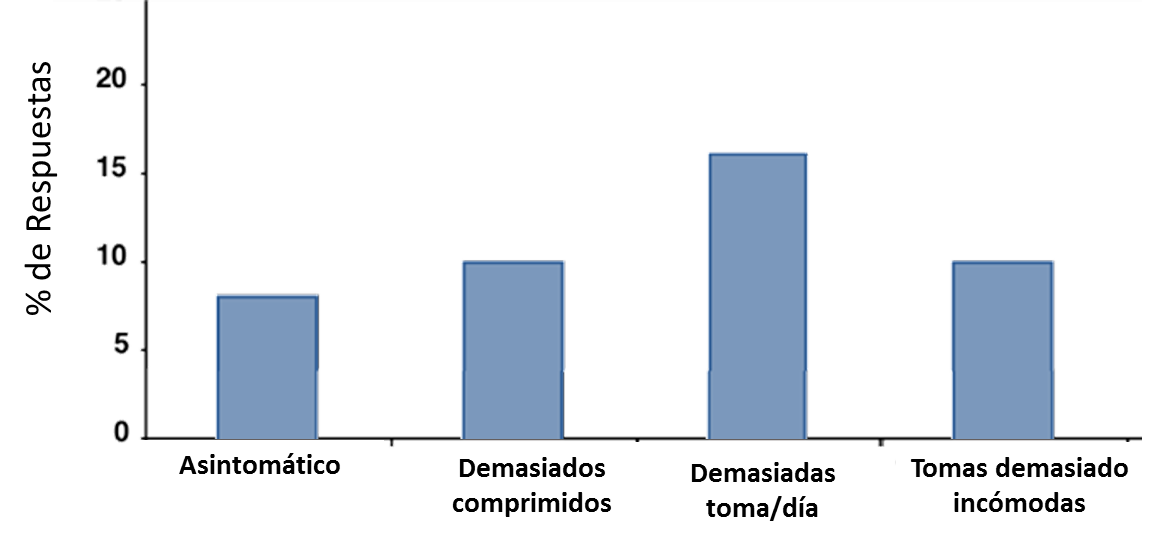 % de Respuestas
20
15
10
5
0
Asintomático
Demasiados
comprimidos
Demasiadas
toma/día
Tomas demasiado
incómodas